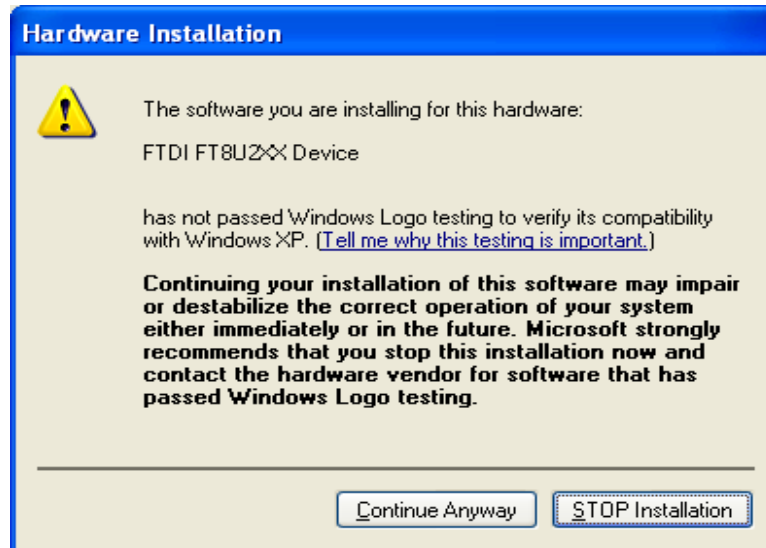 Hardware Installation
The software you are installing for this hardware:
FTDI FT8U2XX Device
has not passed Windows Logo testing to verify its compatibility
with Windows XP. (Tell me why this testing is important.)
Continuing your installation of this software may impair
or destabilize the correct operation of your system
either immediately or in the future. Microsoft strongly
recommends that you stop this installation now and
contact the hardware vendor for software that has
passed Windows Logo testing.
Continue Anyway STOP Installation